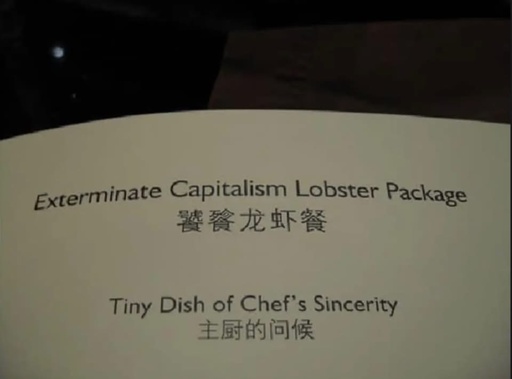 Exterminate Capitalism Lobster Package
饕餮龙虾餐
Tiny Dish of Chef's Sincerity
主厨的问候